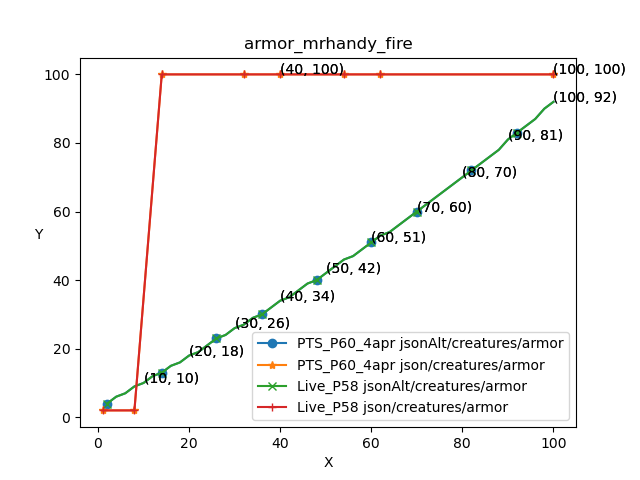 armor_mrhandy_fire
Y
100
80
60
40
20
0
(40, 100)
(100, 100)
(100, 92)
(90, 81)
(80, 70)
(70, 60)
(60, 51)
(50, 42)
(40, 34)
(30, 26)
(20, 18)
(10, 10)
PTS_P60_4apr jsonAlt/creatures/armor
PTS_P60_4apr json/creatures/armor
Live_P58 jsonAlt/creatures/armor
Live_P58 json/creatures/armor
0 20 40 60 80 100
X